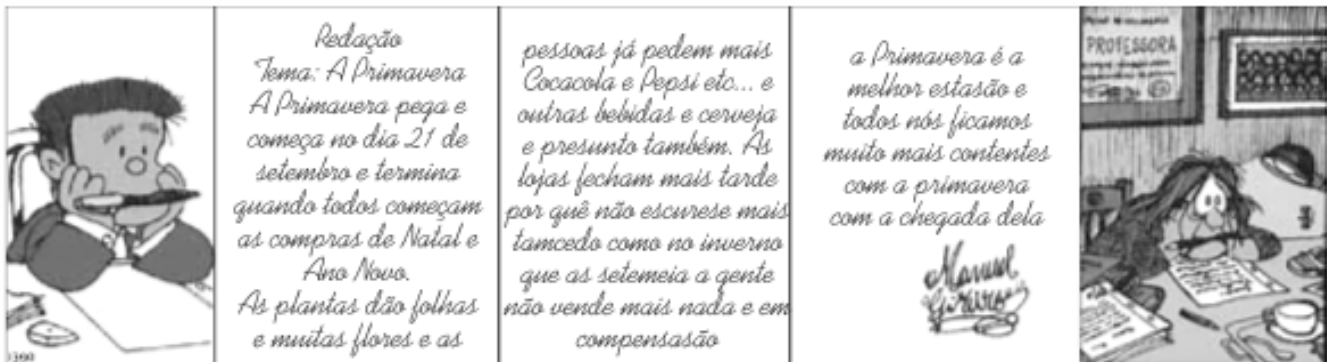 Redação
Tema: A Primavera
A Primavera pega e
começa no dia 21 de
setembro e termina
quando todos começam
as compras de Natal e
Ano Novo.
As plantas dão folhas
e muitas flores e as
pessoas já pedem mais
Cocacola e Pepsi etc... e
outras bebidas e cerveja
e presunto também. As
lojas fecham mais tarde
por quê não escurese mais
tamcedo como no inverno
que as setemeia a gente
não vende mais nada e em
compensasão
a Primavera é a
melhor estasão e
todos nós ficamos
muito mais contentes
com a primavera
com a chegada dela
Manuel
PROFESSORA